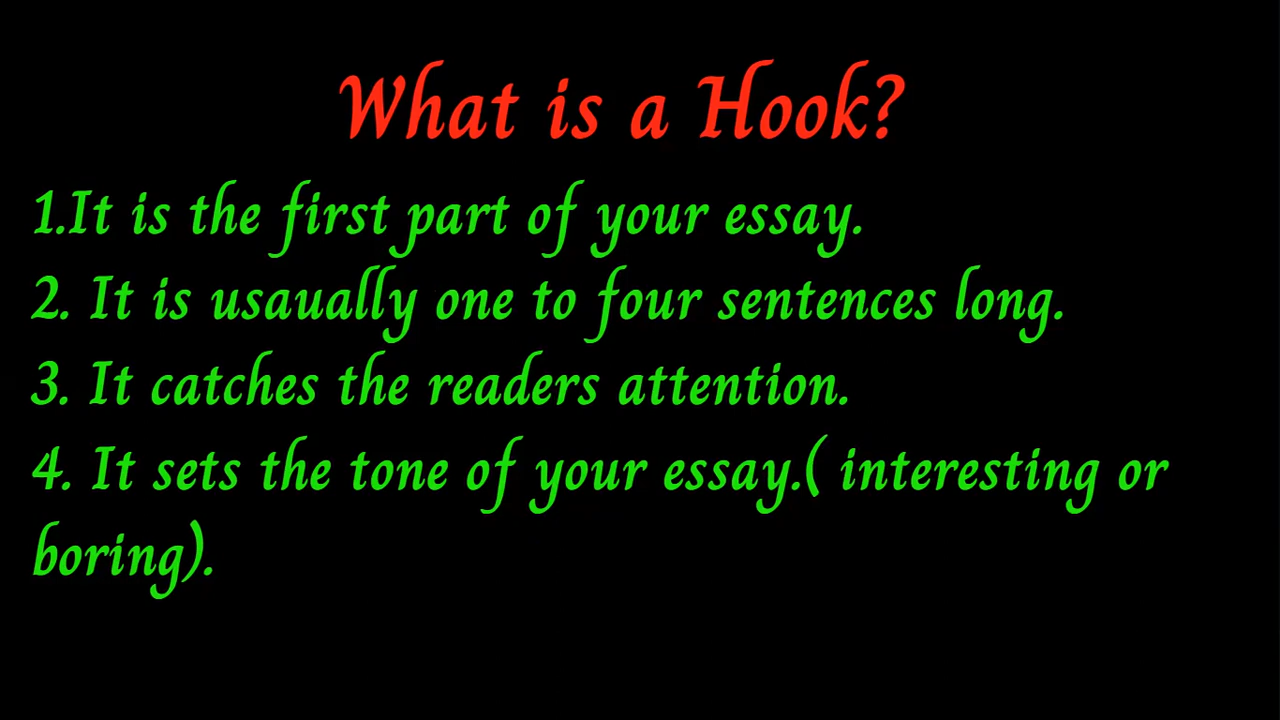 What is a Hook?
1.It is the first part of your essay.
2. It is usaually one to four sentences long.
3. It catches the readers attention.
4. It sets the tone of your essay.( interesting or
boring).